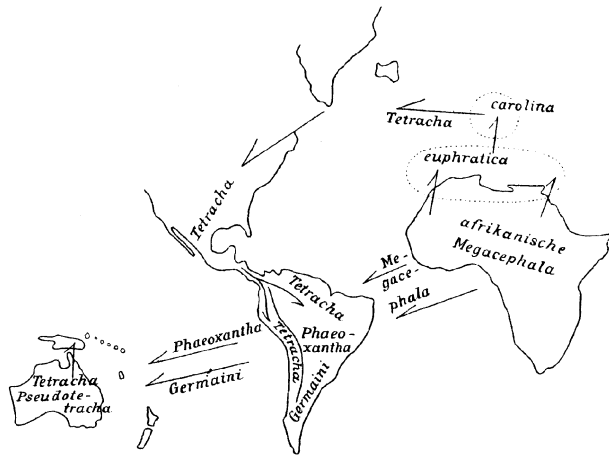 carolina
Tetracha
euphratica
afrikanische
Megacephala
Tetracha
Me-
gace-
phala
Tetracha
Phaeo-
xantha
Tetracha
Germaini
Phaeoxantha
Germaini
Tetracha
Pseudote-
tracha